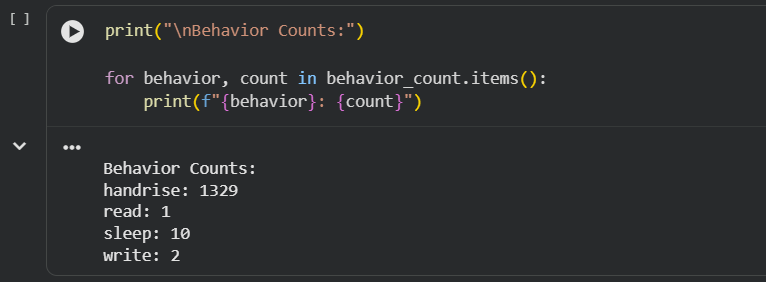 [ ]
print("\nBehavior Counts:")
for behavior, count in behavior_count.items():
    print(f"{behavior}: {count}")
...
Behavior Counts:
handrise: 1329
read: 1
sleep: 10
write: 2